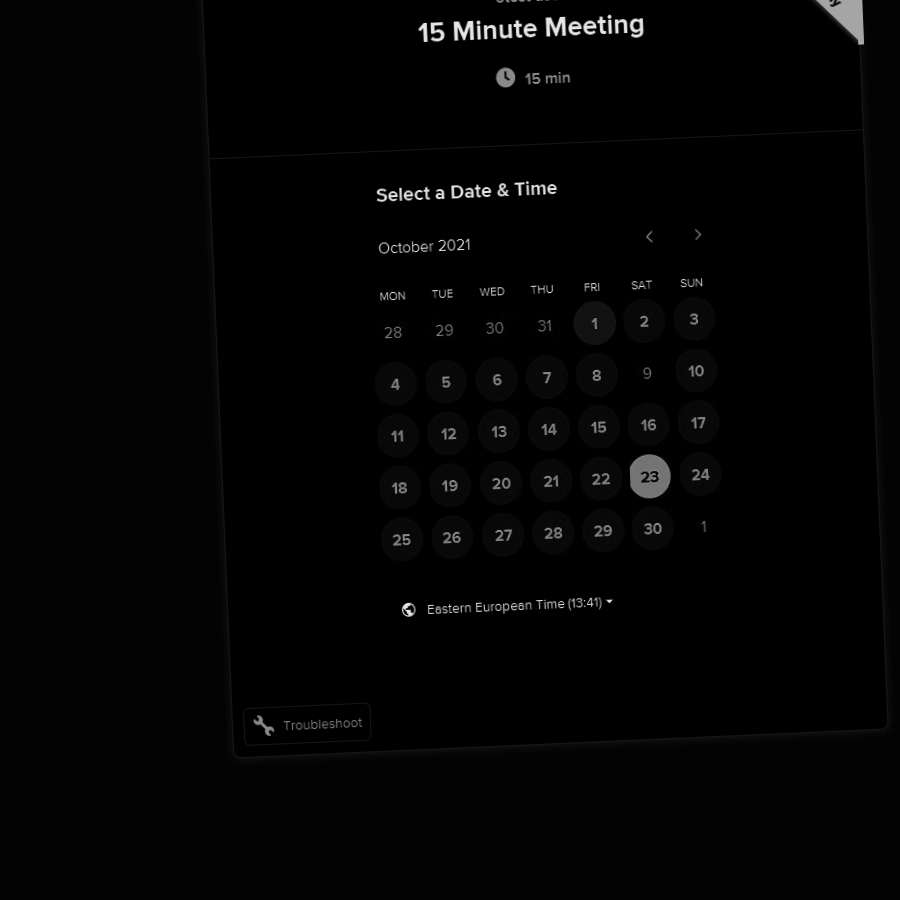 15 Minute Meeting
15 min
Select a Date & Time
October 2021
MON TUE WED THU FRI SAT SUN
28 29 30 31 1 2 3
4 5 6 7 8 9 10
11 12 13 14 15 16 17
18 19 20 21 22 23 24
25 26 27 28 29 30 1
Eastern European Time (13:41)
Troubleshoot